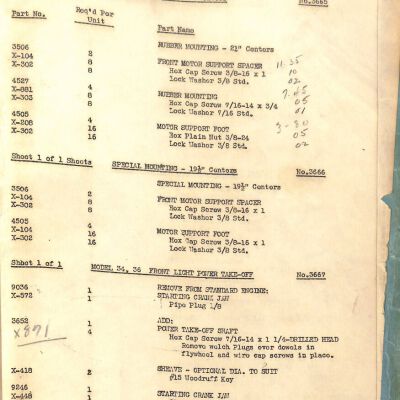 No.3665
Part No. Req'd Per Unit Part Name
RUBBER MOUNTING - 21" Centers
3506 2 FRONT MOTOR SUPPORT SPACER 11.35
X-104 8 Hex Cap Screw 3/8-16 x 1 10
X-302 8 Lock Washer 3/8 Std. 02
4527 4 RUBBER MOUNTING
X-881 8 Hex Cap Screw 7/16-14 x 3/4 05
X-303 8 Lock Washer 7/16 Std. 01
4505 4 MOTOR SUPPORT FOOT
X-208 16 Hex Plain Nut 3/8-24 05
X-302 16 Lock Washer 3/8 Std. 02
Sheet 1 of 1 Sheets SPECIAL MOUNTING - 19½" Centers No.3666
SPECIAL MOUNTING - 19½" Centers
3506 2 FRONT MOTOR SUPPORT SPACER
X-104 8 Hex Cap Screw 3/8-16 x 1
X-302 8 Lock Washer 3/8 Std.
4505 4 MOTOR SUPPORT FOOT
X-104 16 Hex Cap Screw 3/8-16 x 1
X-302 16 Lock Washer 3/8 Std.
Sheet 1 of 1 MODEL 34, 36 FRONT LIGHT POWER TAKE-OFF No.3667
REMOVE FROM STANDARD ENGINE:
9036 1 STARTING CRANK JAW
X-572 1 Pipe Plug 1/8
ADD:
3652 1 POWER TAKE-OFF SHAFT
X871 4 Hex Cap Screw 7/16-14 x 1 1/4-DRILLED HEAD
Remove welch Plugs over dowels in
flywheel and wire cap screws in place.
SHEAVE - OPTIONAL DIA. TO SUIT
X-418 2 #15 Woodruff Key
9246 1 STARTING CRANK JAW
X-448 1